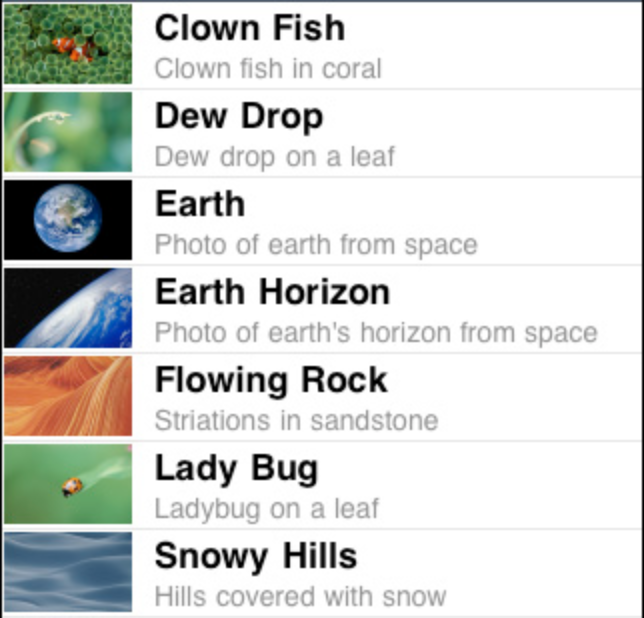 Clown Fish
Clown fish in coral
Dew Drop
Dew drop on a leaf
Earth
Photo of earth from space
Earth Horizon
Photo of earth's horizon from space
Flowing Rock
Striations in sandstone
Lady Bug
Ladybug on a leaf
Snowy Hills
Hills covered with snow